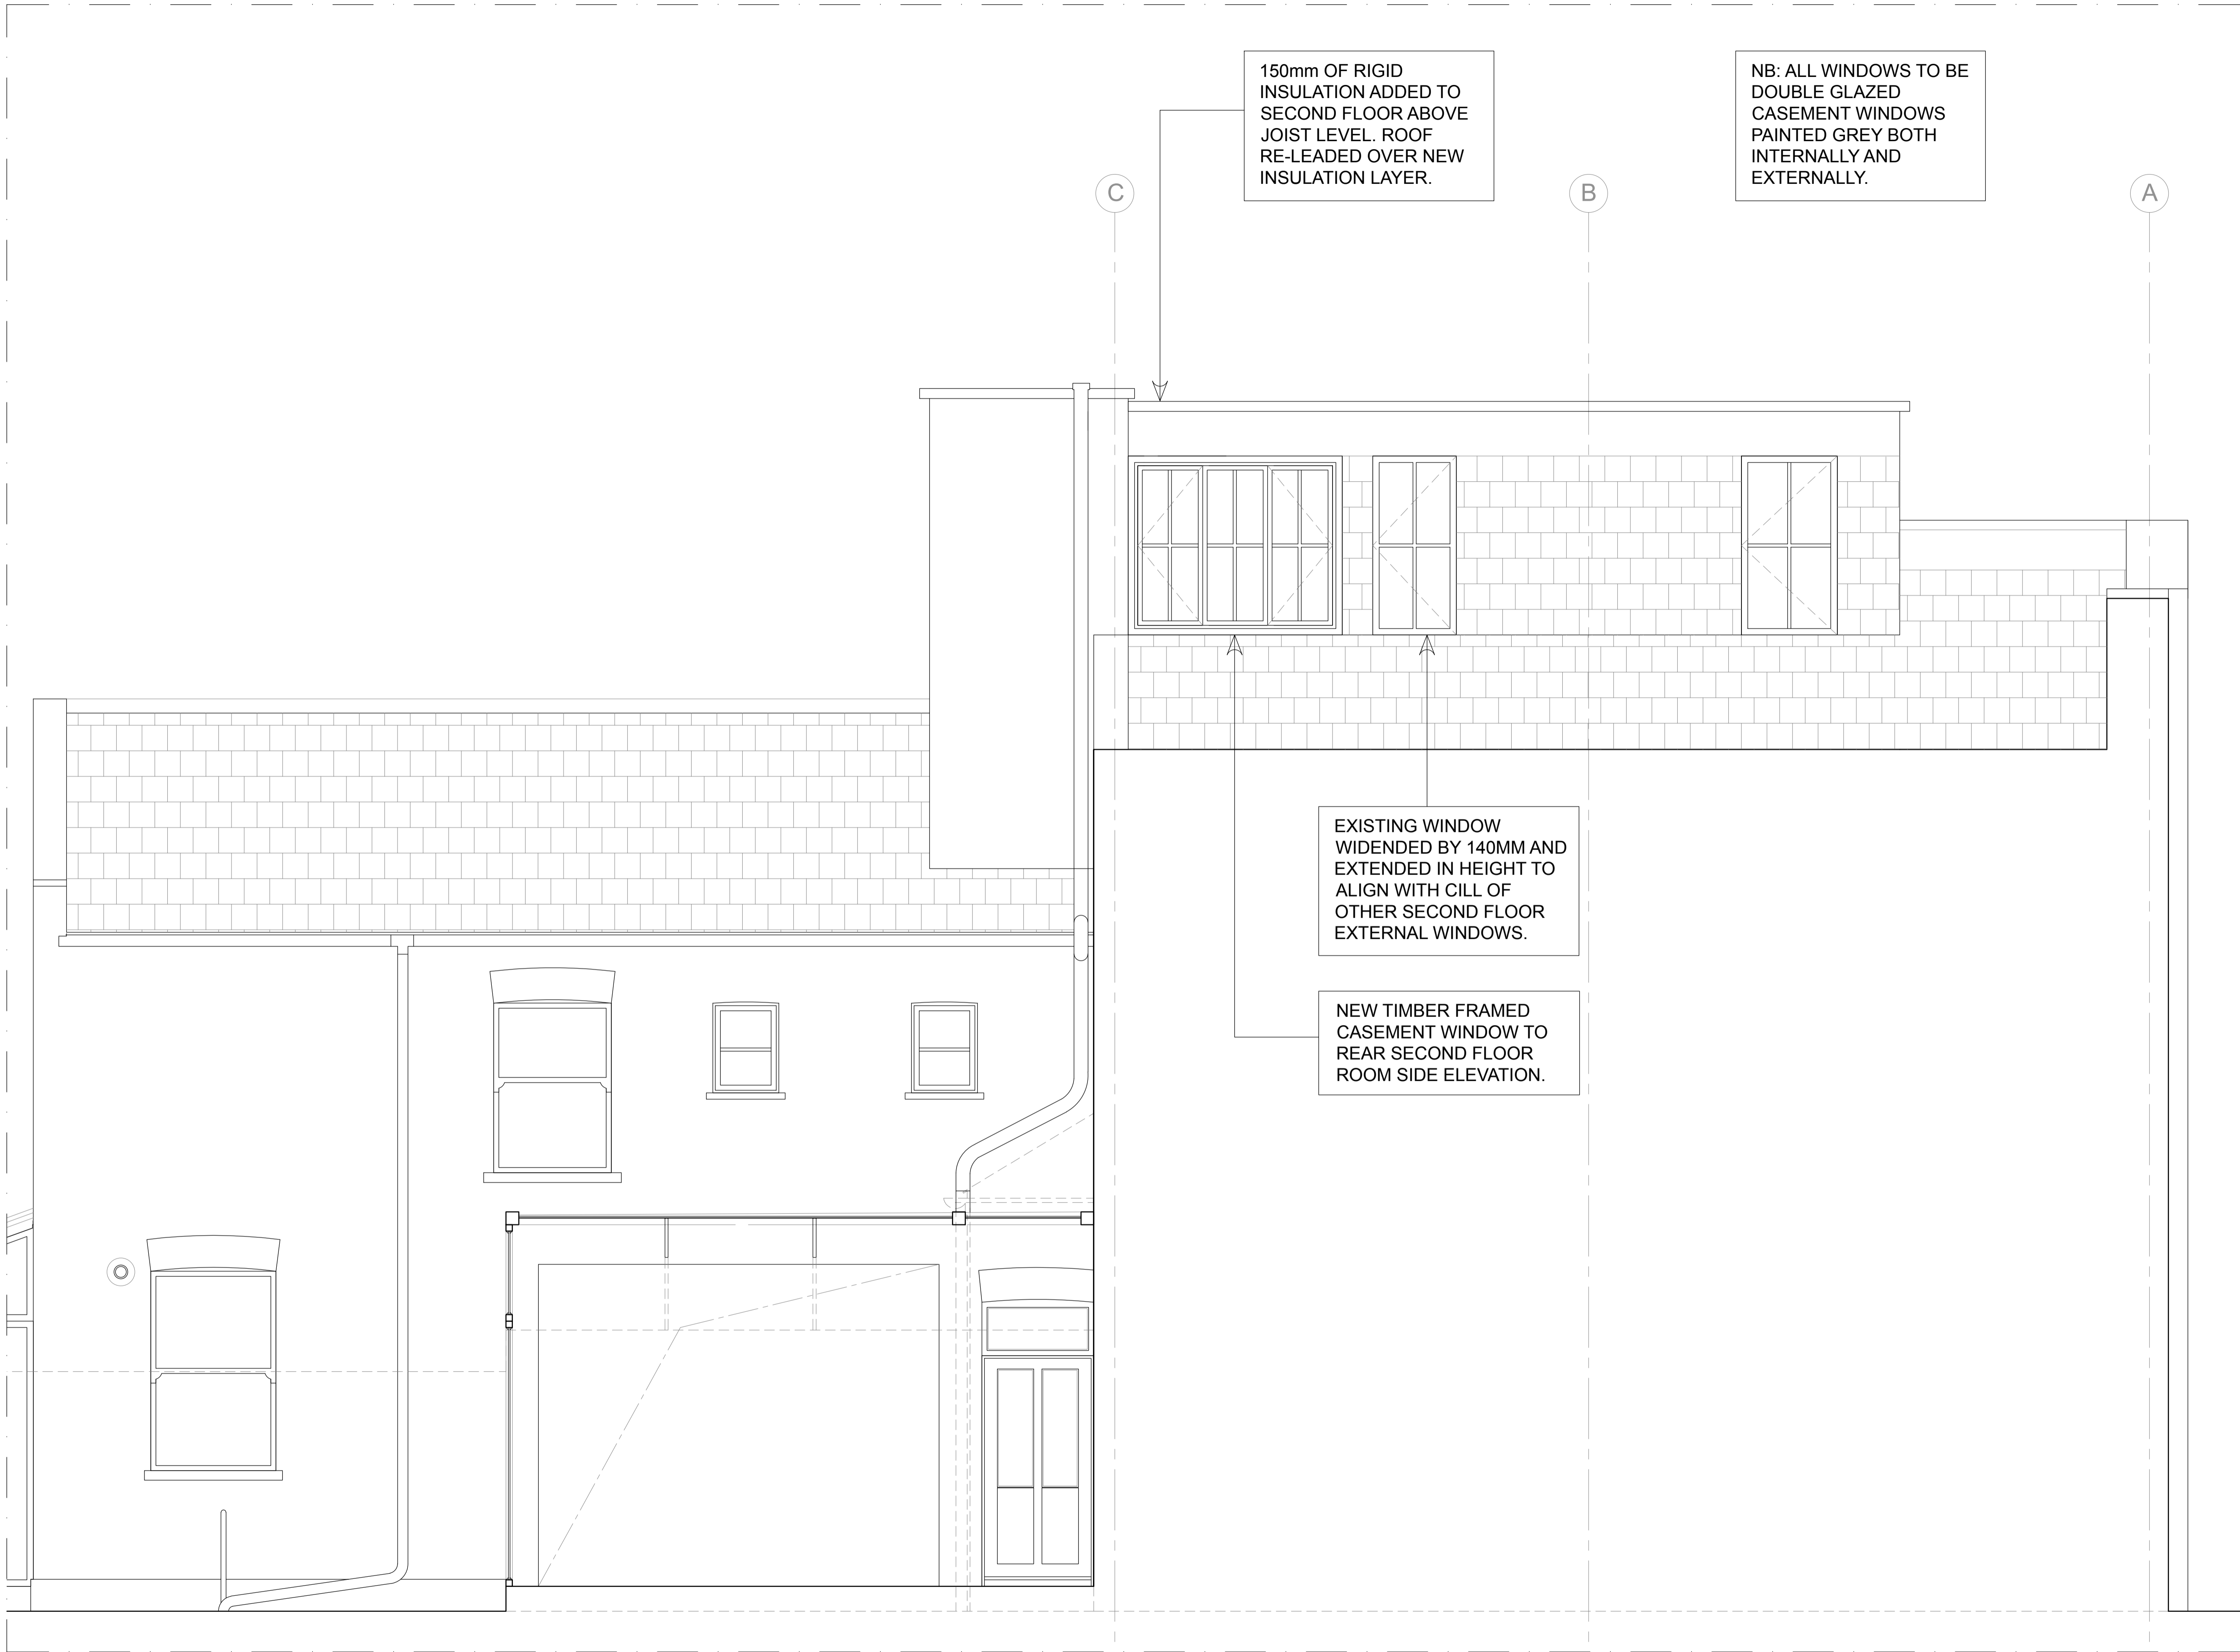 150mm OF RIGID
INSULATION ADDED TO
SECOND FLOOR ABOVE
JOIST LEVEL. ROOF
RE-LEADED OVER NEW
INSULATION LAYER.
NB: ALL WINDOWS TO BE
DOUBLE GLAZED
CASEMENT WINDOWS
PAINTED GREY BOTH
INTERNALLY AND
EXTERNALLY.
C
B
A
EXISTING WINDOW
WIDENDED BY 140MM AND
EXTENDED IN HEIGHT TO
ALIGN WITH CILL OF
OTHER SECOND FLOOR
EXTERNAL WINDOWS.
NEW TIMBER FRAMED
CASEMENT WINDOW TO
REAR SECOND FLOOR
ROOM SIDE ELEVATION.